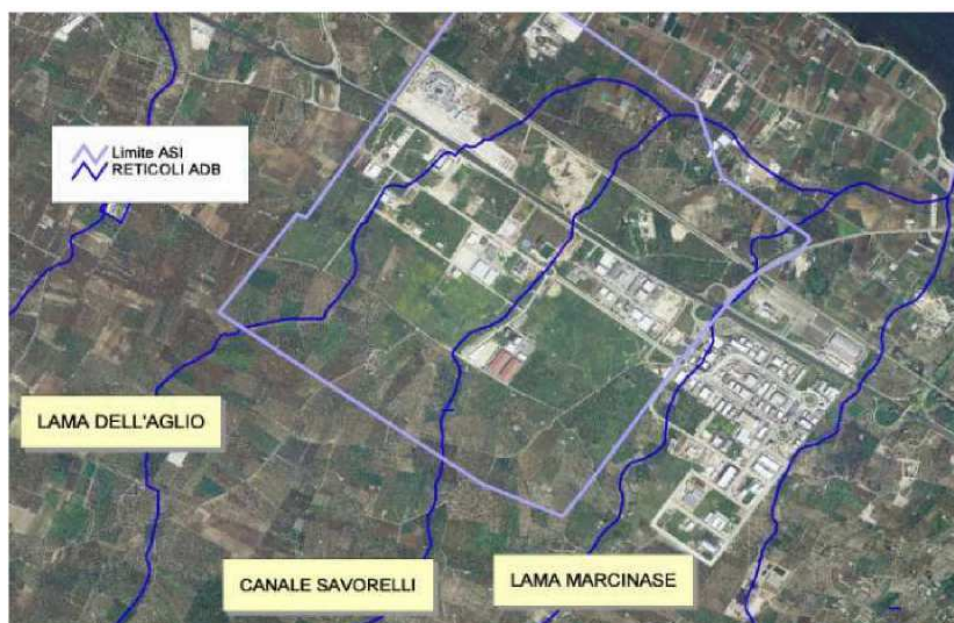 Limite ASI
RETICOLI ADB
LAMA DELL'AGLIO
CANALE SAVORELLI
LAMA MARCINASE